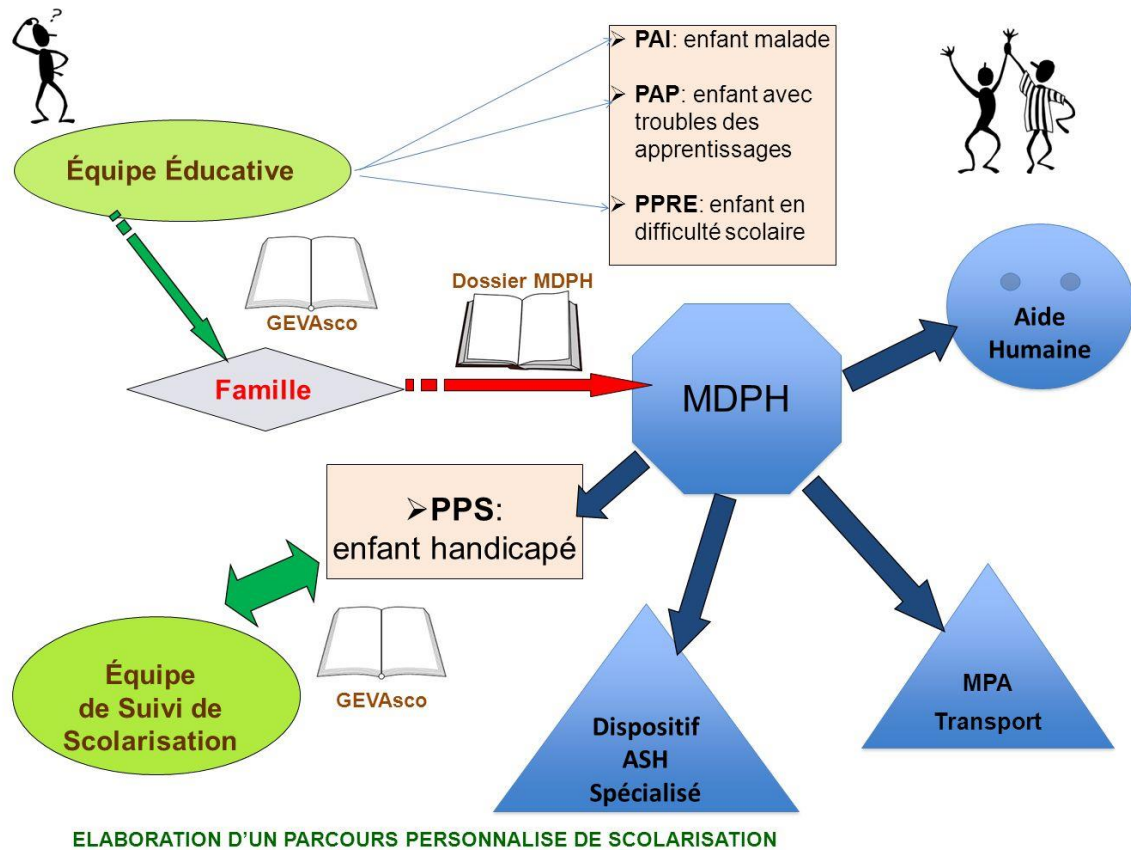 ?
➢ PAI: enfant malade
➢ PAP: enfant avec
troubles des
apprentissages
➢ PPRE: enfant en
difficulté scolaire
Équipe Éducative
GEVAsco
Dossier MDPH
Famille
MDPH
Aide
Humaine
➢PPS:
enfant handicapé
GEVAsco
Équipe
de Suivi de
Scolarisation
Dispositif
ASH
Spécialisé
MPA
Transport
ELABORATION D'UN PARCOURS PERSONNALISE DE SCOLARISATION